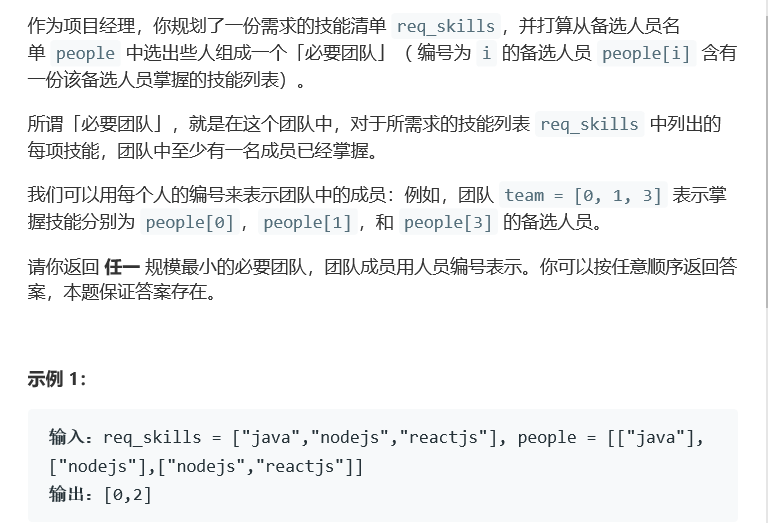 作为项目经理，你规划了一份需求的技能清单 req_skills，并打算从备选人员名
单 people 中选出些人组成一个「必要团队」（ 编号为 i 的备选人员 people[i] 含有
一份该备选人员掌握的技能列表）。
所谓「必要团队」，就是在这个团队中，对于所需求的技能列表 req_skills 中列出的
每项技能，团队中至少有一名成员已经掌握。
我们可以用每个人的编号来表示团队中的成员：例如，团队 team = [0, 1, 3] 表示掌
握技能分别为 people[0]，people[1]，和 people[3] 的备选人员。
请你返回 任一 规模最小的必要团队，团队成员用人员编号表示。你可以按任意顺序返回答
案，本题保证答案存在。
示例 1：
输入：req_skills = ["java","nodejs","reactjs"], people = [["java"],
["nodejs"],["nodejs","reactjs"]]
输出：[0,2]